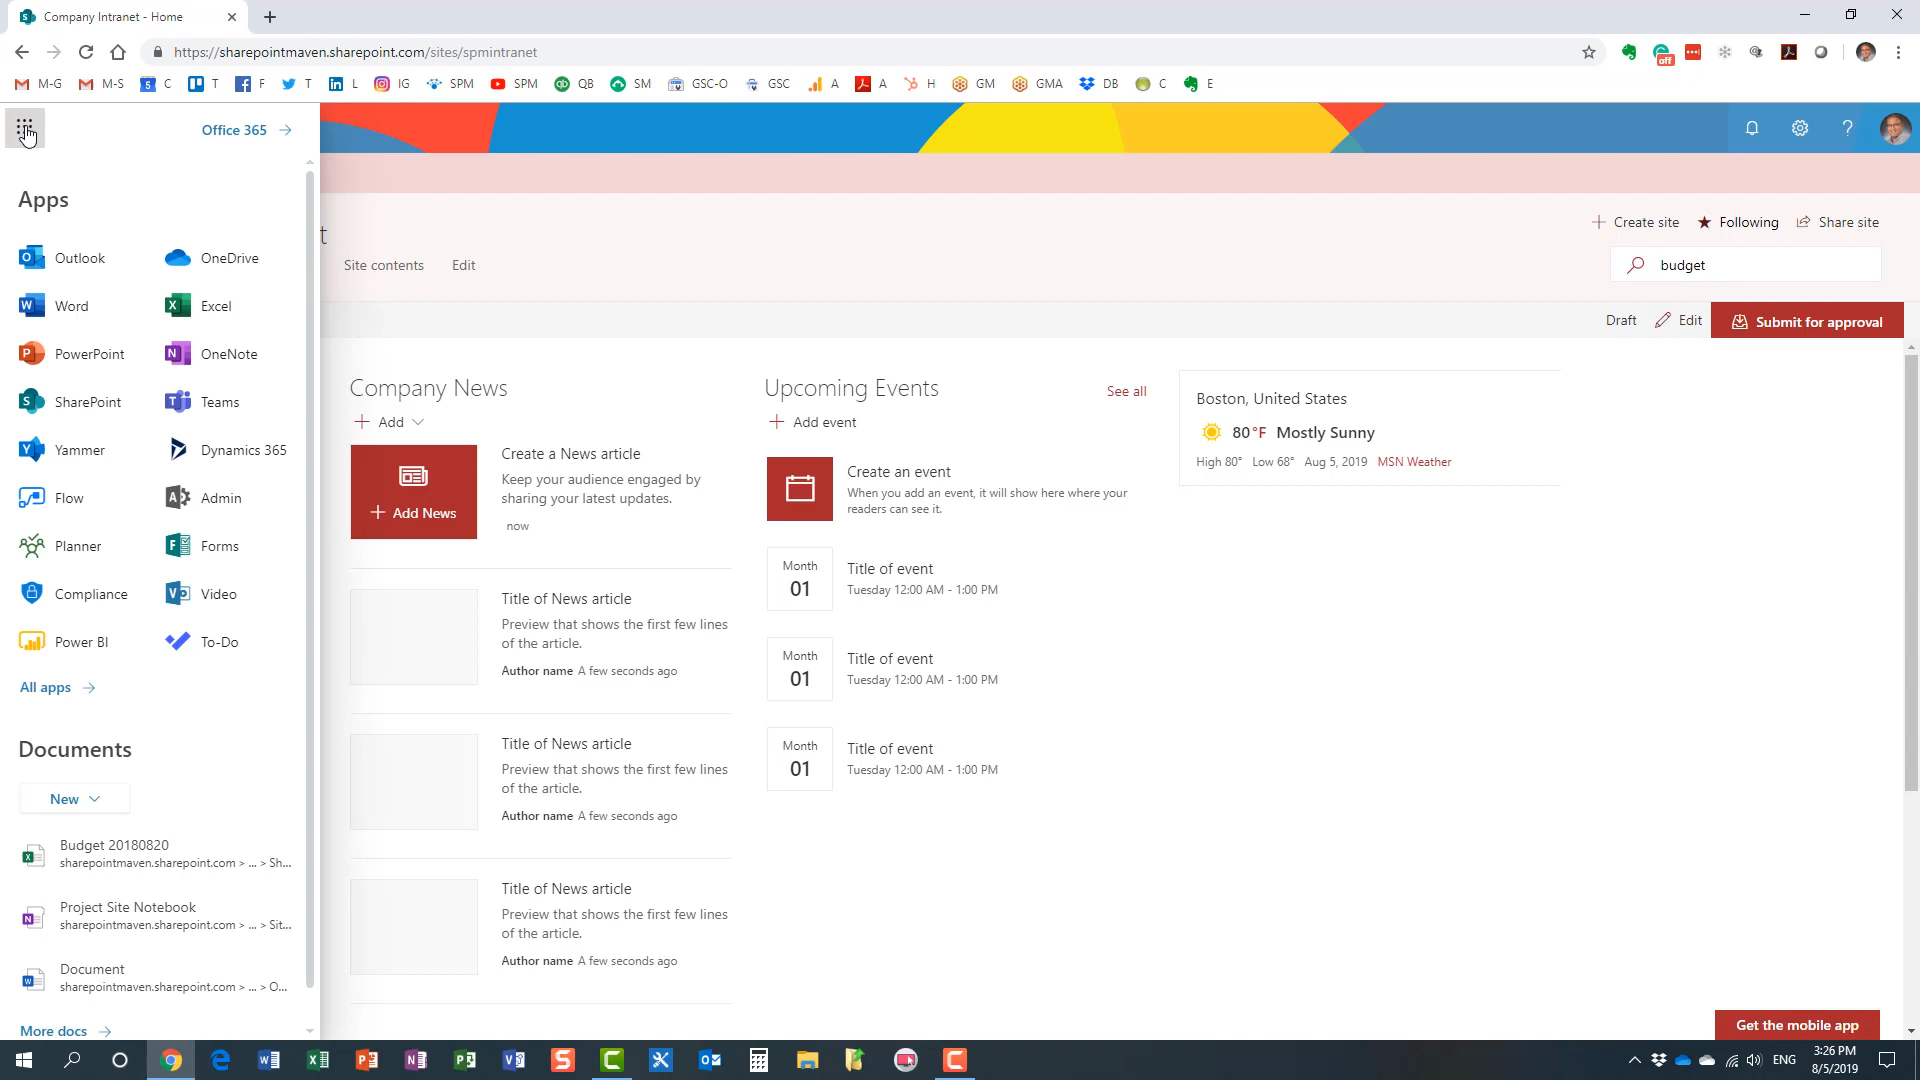 Company Intranet - Home
https://sharepointmaven.sharepoint.com/sites/spmintranet
M-G M-S C T F T L IG SPM SPM QB SM GSC-O GSC A A H GM GMA DB C E
Office 365
Apps
Outlook OneDrive
Word Excel
PowerPoint OneNote
SharePoint Teams
Yammer Dynamics 365
Flow Admin
Planner Forms
Compliance Video
Power BI To-Do
All apps
Documents
New
Budget 20180820
sharepointmaven.sharepoint.com > ... > Sh...
Project Site Notebook
sharepointmaven.sharepoint.com > ... > Sit...
Document
sharepointmaven.sharepoint.com > ... > O...
More docs
t
Site contents Edit
Create site Following Share site
budget
Draft Edit Submit for approval
Company News
Add
Add News
Create a News article
Keep your audience engaged by
sharing your latest updates.
now
Title of News article
Preview that shows the first few lines
of the article.
Author name A few seconds ago
Title of News article
Preview that shows the first few lines
of the article.
Author name A few seconds ago
Title of News article
Preview that shows the first few lines
of the article.
Author name A few seconds ago
Upcoming Events See all
Add event
Create an event
When you add an event, it will show here where your
readers can see it.
Month
01
Title of event
Tuesday 12:00 AM - 1:00 PM
Month
01
Title of event
Tuesday 12:00 AM - 1:00 PM
Month
01
Title of event
Tuesday 12:00 AM - 1:00 PM
Boston, United States
80°F Mostly Sunny
High 80° Low 68° Aug 5, 2019 MSN Weather
Get the mobile app
ENG
3:26 PM
8/5/2019